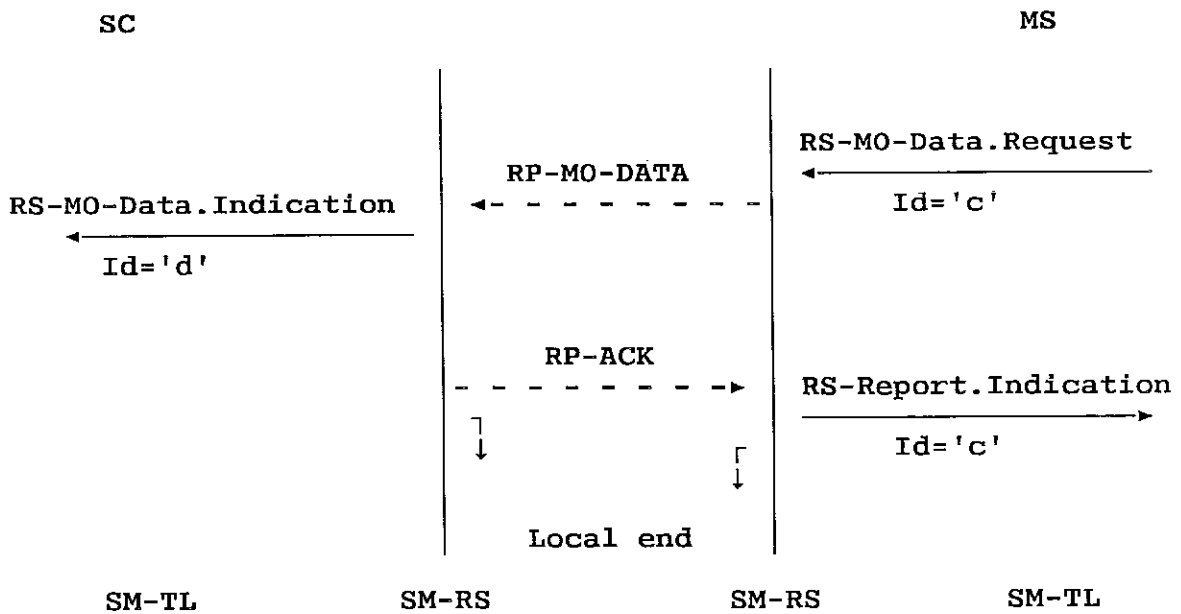 SC
MS
RS-MO-Data.Request
RP-MO-DATA
Id='c'
RS-MO-Data.Indication
Id='d'
RP-ACK
RS-Report.Indication
Id='c'
Local end
SM-TL
SM-RS
SM-RS
SM-TL